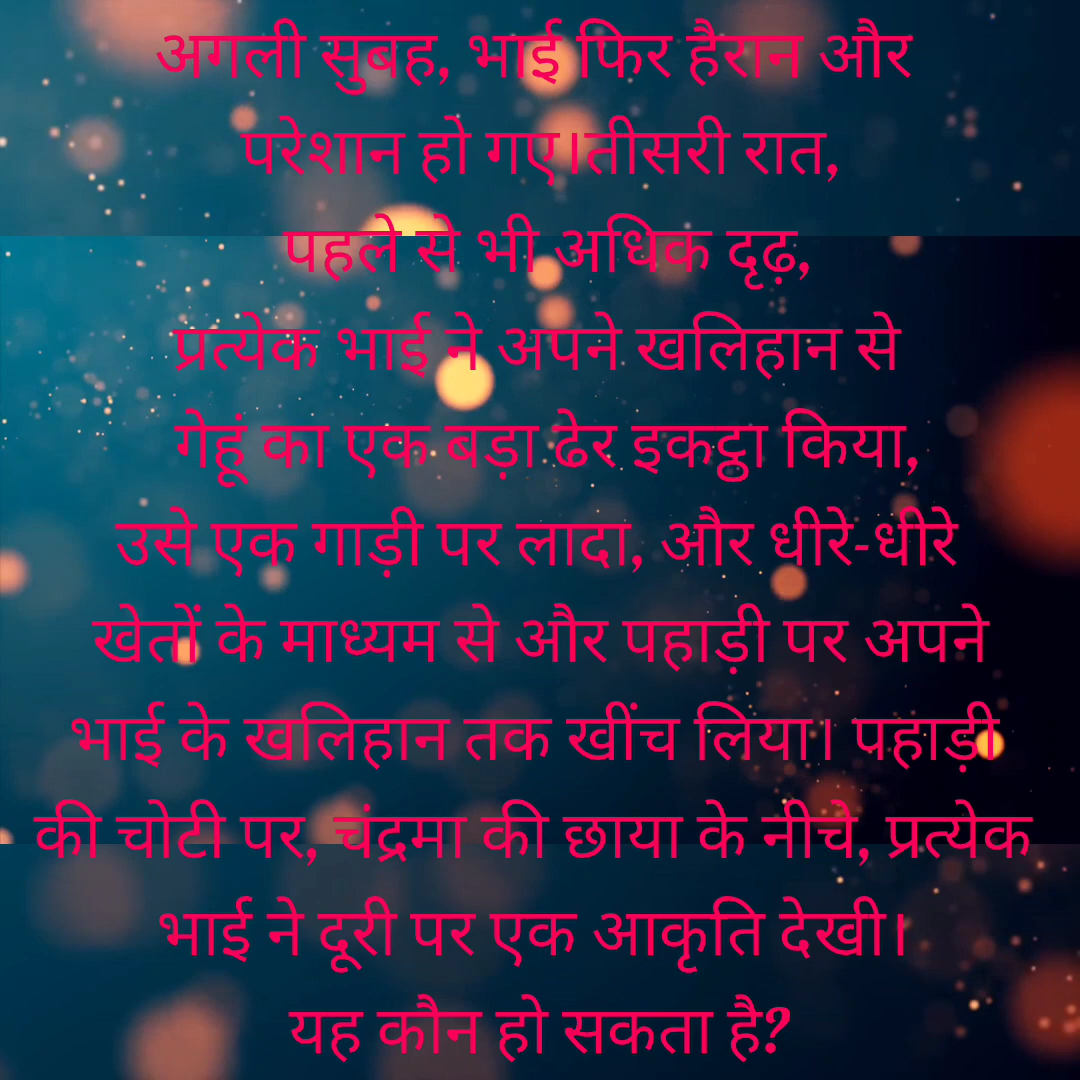 अगली सुबह, भाई फिर हैरान और
परेशान हो गए।तीसरी रात,
पहले से भी अधिक दृढ़,
प्रत्येक भाई ने अपने खलिहान से
गेहूं का एक बड़ा ढेर इकट्ठा किया,
उसे एक गाड़ी पर लादा, और धीरे-धीरे
खेतों के माध्यम से और पहाड़ी पर अपने
भाई के खलिहान तक खींच लिया। पहाड़ी
की चोटी पर, चंद्रमा की छाया के नीचे, प्रत्येक
भाई ने दूरी पर एक आकृति देखी।
यह कौन हो सकता है?